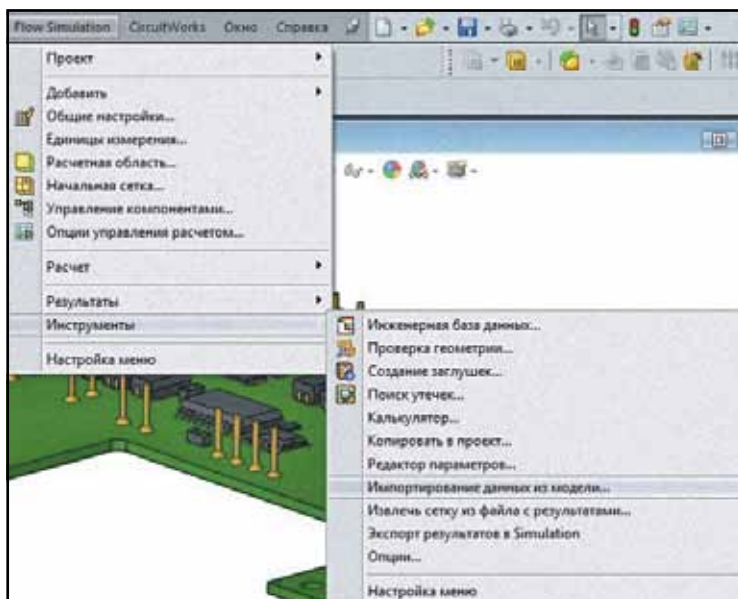 Flow Simulation CircuitWorks Окно Справка
Проект
Добавить
Общие настройки...
Единицы измерения...
Расчетная область...
Начальная сетка...
Управление компонентами...
Опции управления расчетом...
Расчет
Результаты
Инструменты
Настройка меню
Инженерная база данных...
Проверка геометрии...
Создание заглушек...
Поиск утечек...
Калькулятор...
Копировать в проект...
Редактор параметров...
Импортирование данных из модели...
Извлечь сетку из файла с результатами...
Экспорт результатов в Simulation
Опции...
Настройка меню